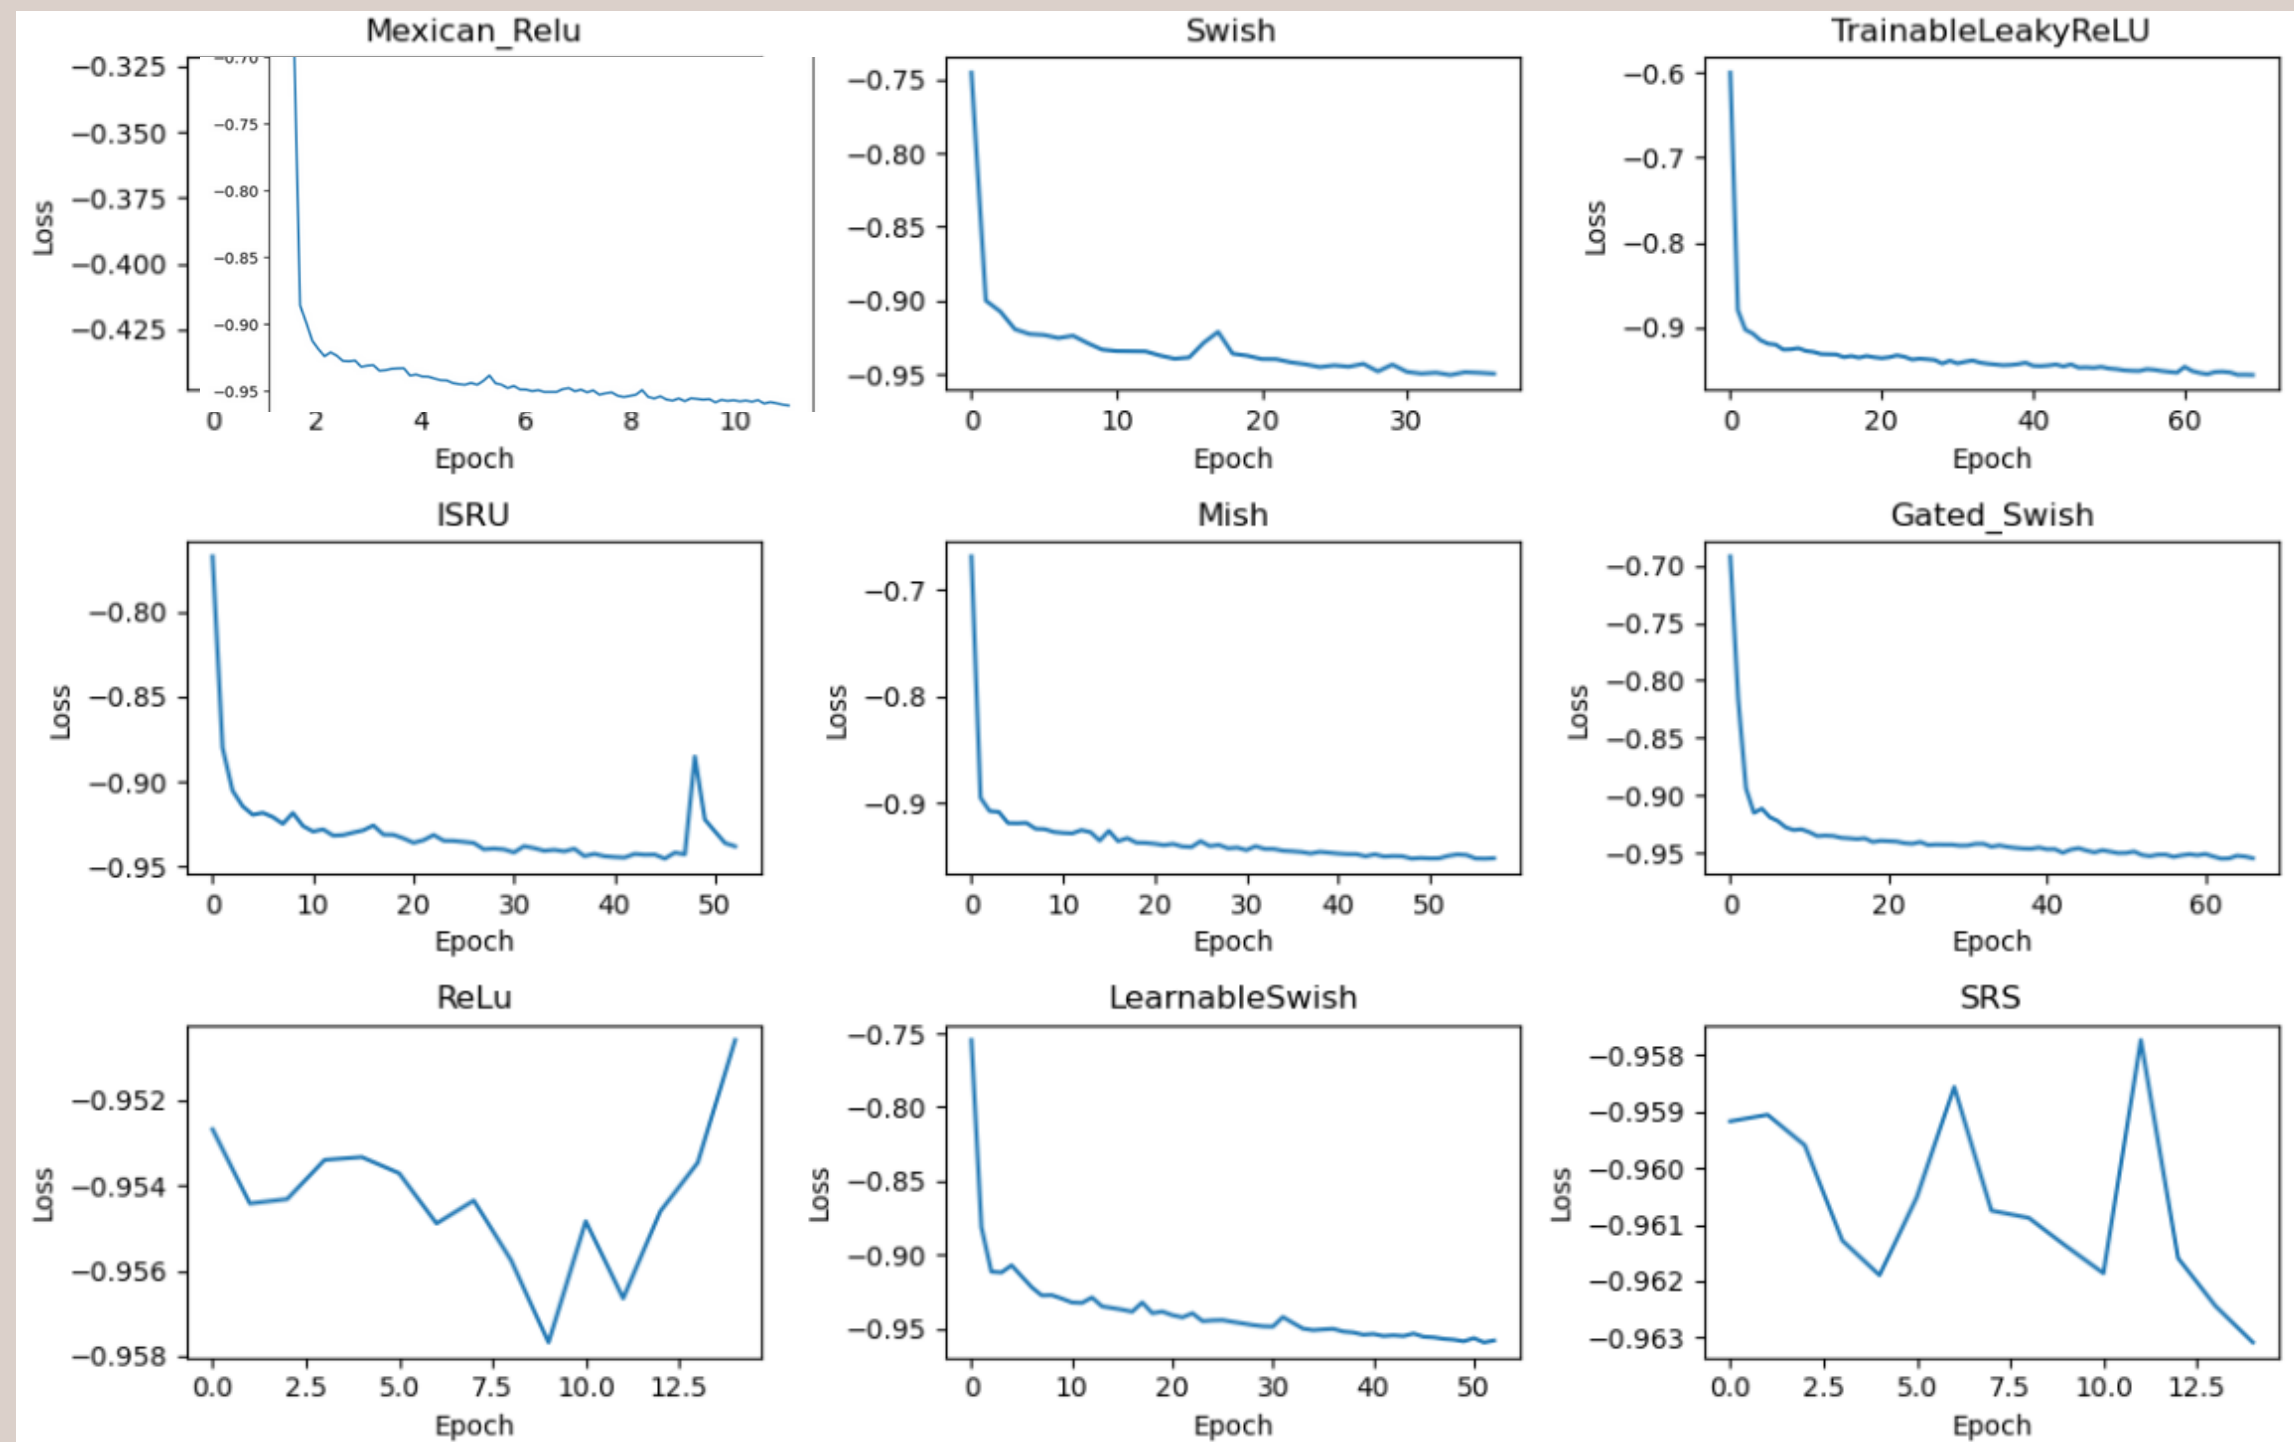 Mexican_Relu
Loss
−0.325
−0.350
−0.375
−0.400
−0.425
−0.70
−0.75
−0.80
−0.85
−0.90
−0.95
0 2 4 6 8 10
Epoch
Swish
Loss
−0.75
−0.80
−0.85
−0.90
−0.95
0 10 20 30
Epoch
TrainableLeakyReLU
Loss
−0.6
−0.7
−0.8
−0.9
0 20 40 60
Epoch
ISRU
Loss
−0.80
−0.85
−0.90
−0.95
0 10 20 30 40 50
Epoch
Mish
Loss
−0.7
−0.8
−0.9
0 10 20 30 40 50
Epoch
Gated_Swish
Loss
−0.70
−0.75
−0.80
−0.85
−0.90
−0.95
0 20 40 60
Epoch
ReLu
Loss
−0.952
−0.954
−0.956
−0.958
0.0 2.5 5.0 7.5 10.0 12.5
Epoch
LearnableSwish
Loss
−0.75
−0.80
−0.85
−0.90
−0.95
0 10 20 30 40 50
Epoch
SRS
Loss
−0.958
−0.959
−0.960
−0.961
−0.962
−0.963
0.0 2.5 5.0 7.5 10.0 12.5
Epoch